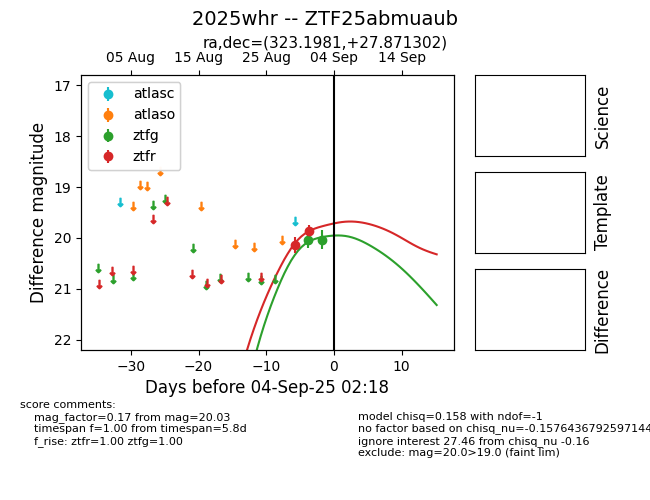 2025whr -- ZTF25abmuaub
ra,dec=(323.1981,+27.871302)
05 Aug 15 Aug 25 Aug 04 Sep 14 Sep
atlasc
atlaso
ztfg
ztfr
17
18
19
20
21
22
Difference magnitude
−30 −20 −10 0 10
Days before 04-Sep-25 02:18
Science
Template
Difference
score comments:
mag_factor=0.17 from mag=20.03
timespan f=1.00 from timespan=5.8d
f_rise: ztfr=1.00 ztfg=1.00
model chisq=0.158 with ndof=-1
no factor based on chisq_nu=-0.1576436792597144
ignore interest 27.46 from chisq_nu -0.16
exclude: mag=20.0>19.0 (faint lim)